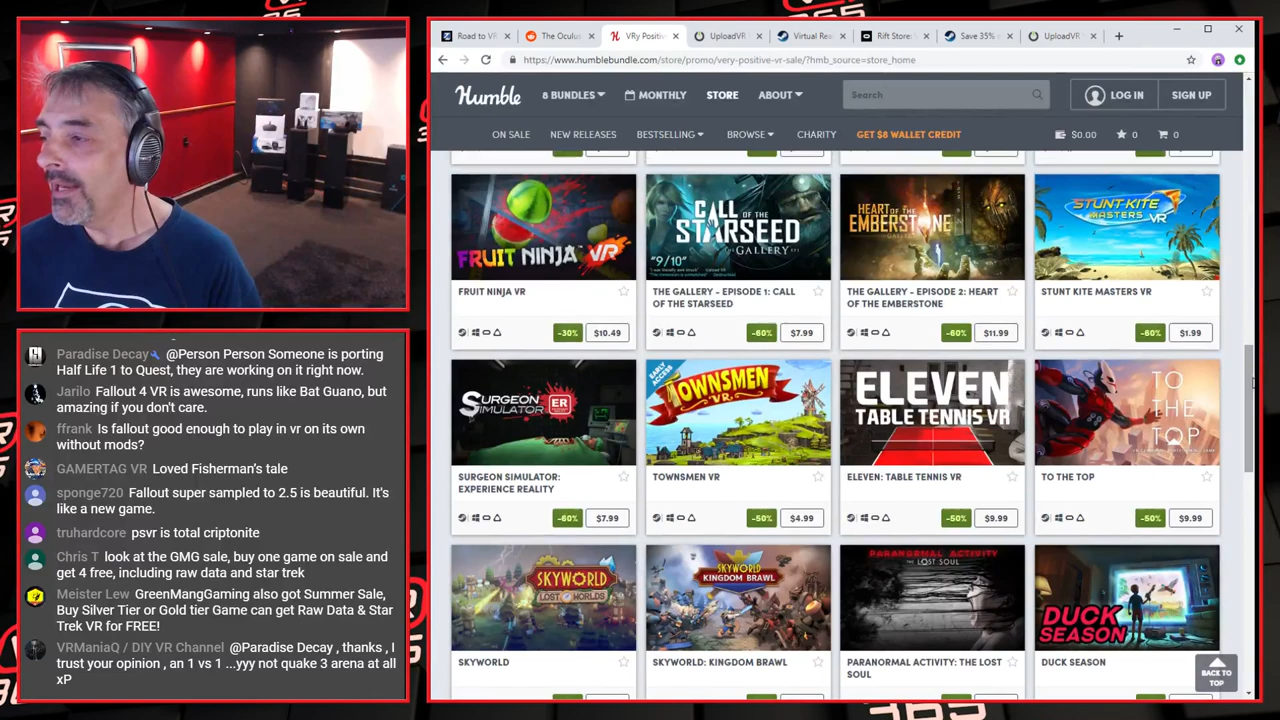 Road to VR
The Oculus
VRy Positiv
UploadVR
Virtual Rea
Rift Store: V
Save 35% o
UploadVR
https://www.humblebundle.com/store/promo/very-positive-vr-sale/?hmb_source=store_home
Humble
8 BUNDLES
MONTHLY
STORE
ABOUT
Search
LOG IN
SIGN UP
ON SALE
NEW RELEASES
BESTSELLING
BROWSE
CHARITY
GET $8 WALLET CREDIT
$0.00
0
0
FRUIT NINJA VR
CALL OF THE STARSEED
THE GALLERY
"9/10"
HEART OF THE EMBERSTONE
STUNT KITE MASTERS VR
FRUIT NINJA VR
THE GALLERY - EPISODE 1: CALL
OF THE STARSEED
THE GALLERY - EPISODE 2: HEART
OF THE EMBERSTONE
STUNT KITE MASTERS VR
-30% $10.49
-60% $7.99
-60% $11.99
-60% $1.99
SURGEON SIMULATOR ER
EARLY ACCESS
TOWNSMEN VR
ELEVEN
TABLE TENNIS VR
TO THE TOP
SURGEON SIMULATOR:
EXPERIENCE REALITY
TOWNSMEN VR
ELEVEN: TABLE TENNIS VR
TO THE TOP
-60% $7.99
-50% $4.99
-50% $9.99
-50% $9.99
SKYWORLD
LOST WORLDS
SKYWORLD
KINGDOM BRAWL
PARANORMAL ACTIVITY
THE LOST SOUL
DUCK SEASON
SKYWORLD
SKYWORLD: KINGDOM BRAWL
PARANORMAL ACTIVITY: THE LOST
SOUL
DUCK SEASON
BACK TO
TOP
Paradise Decay @Person Person Someone is porting
Half Life 1 to Quest, they are working on it right now.
Jarilo Fallout 4 VR is awesome, runs like Bat Guano, but
amazing if you don't care.
ffrank Is fallout good enough to play in vr on its own
without mods?
GAMERTAG VR Loved Fisherman's tale
sponge720 Fallout super sampled to 2.5 is beautiful. It's
like a new game.
truhardcore psvr is total criptonite
Chris T look at the GMG sale, buy one game on sale and
get 4 free, including raw data and star trek
Meister Lew GreenMangGaming also got Summer Sale,
Buy Silver Tier or Gold tier Game can get Raw Data & Star
Trek VR for FREE!
VRManiaQ / DIY VR Channel @Paradise Decay , thanks , I
trust your opinion , an 1 vs 1 ...yyy not quake 3 arena at all
xP